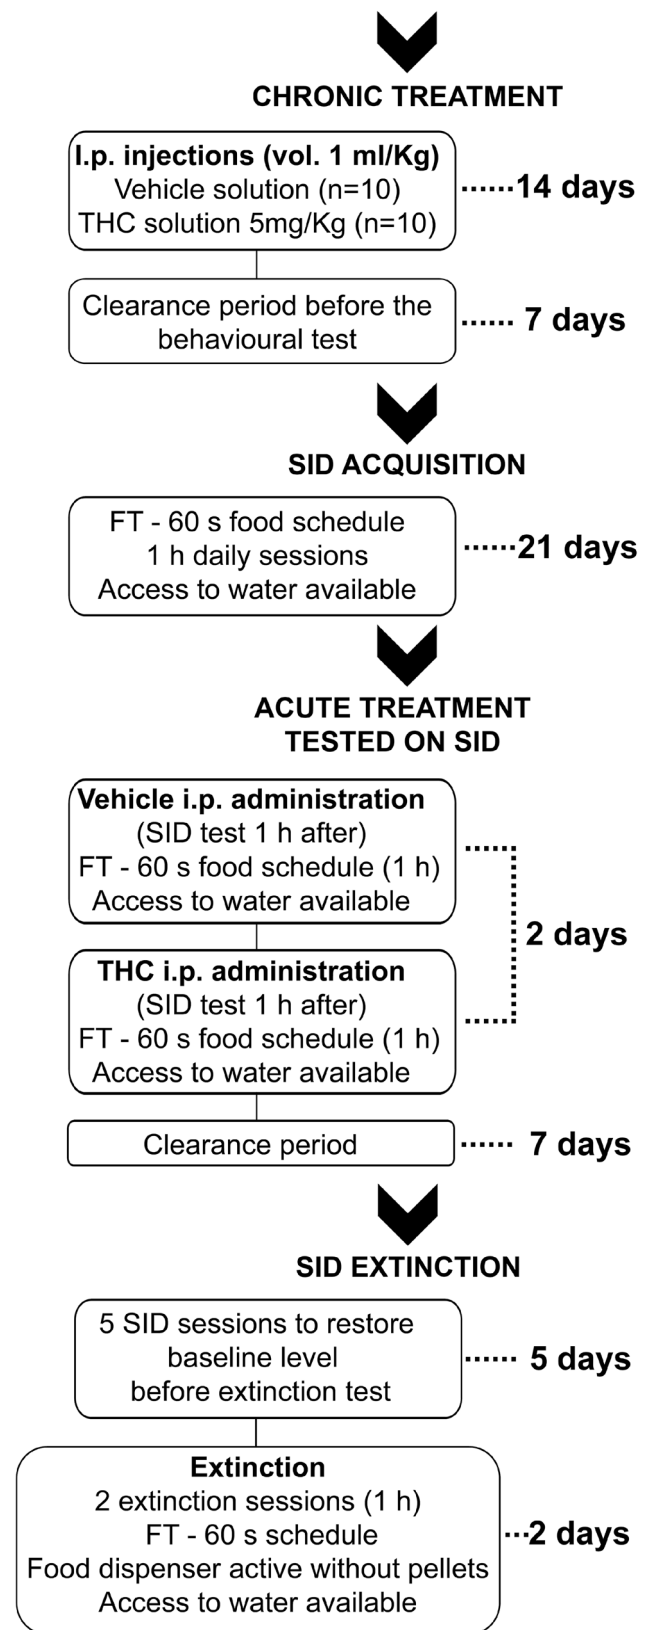 CHRONIC TREATMENT
I.p. injections (vol. 1 ml/Kg)
Vehicle solution (n=10)
THC solution 5mg/Kg (n=10)
14 days
Clearance period before the
behavioural test
7 days
SID ACQUISITION
FT - 60 s food schedule
1 h daily sessions
Access to water available
21 days
ACUTE TREATMENT
TESTED ON SID
Vehicle i.p. administration
(SID test 1 h after)
FT - 60 s food schedule (1 h)
Access to water available
2 days
THC i.p. administration
(SID test 1 h after)
FT - 60 s food schedule (1 h)
Access to water available
Clearance period
7 days
SID EXTINCTION
5 SID sessions to restore
baseline level
before extinction test
5 days
Extinction
2 extinction sessions (1 h)
FT - 60 s schedule
Food dispenser active without pellets
Access to water available
2 days